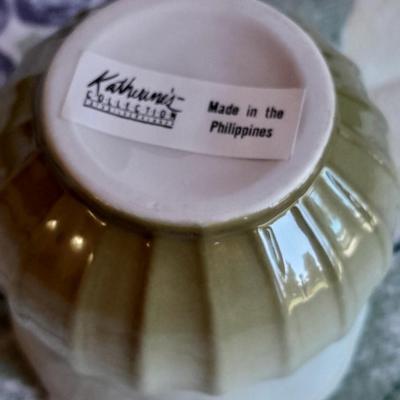 Katherine's
COLLECTION
Made in the
Philippines